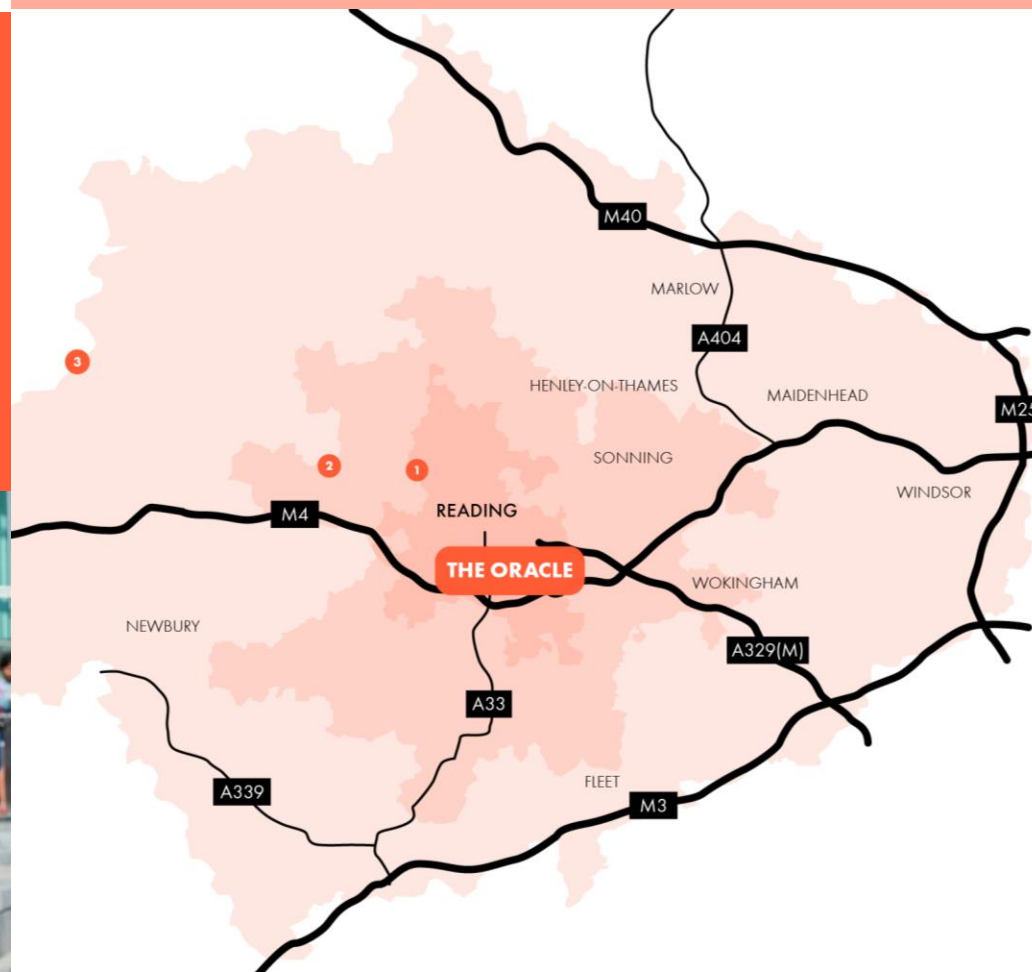 M40
MARLOW
A404
3
HENLEY-ON-THAMES
MAIDENHEAD
M25
SONNING
2
1
WINDSOR
M4
READING
THE ORACLE
WOKINGHAM
NEWBURY
A329(M)
A33
FLEET
A339
M3